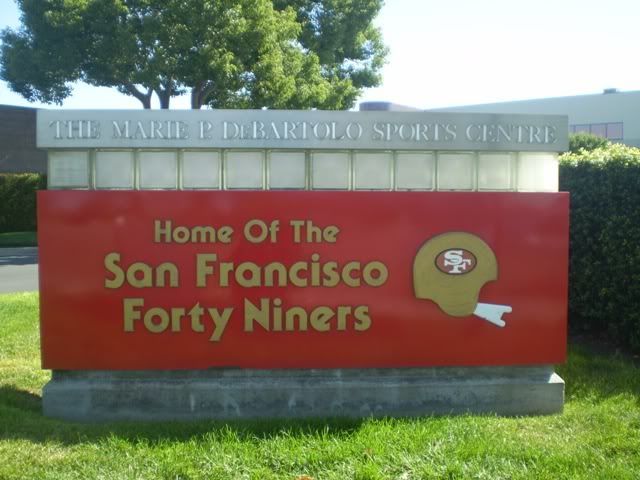 THE MARIE P. DEBARTOLO SPORTS CENTRE
Home Of The
San Francisco
Forty Niners
SF